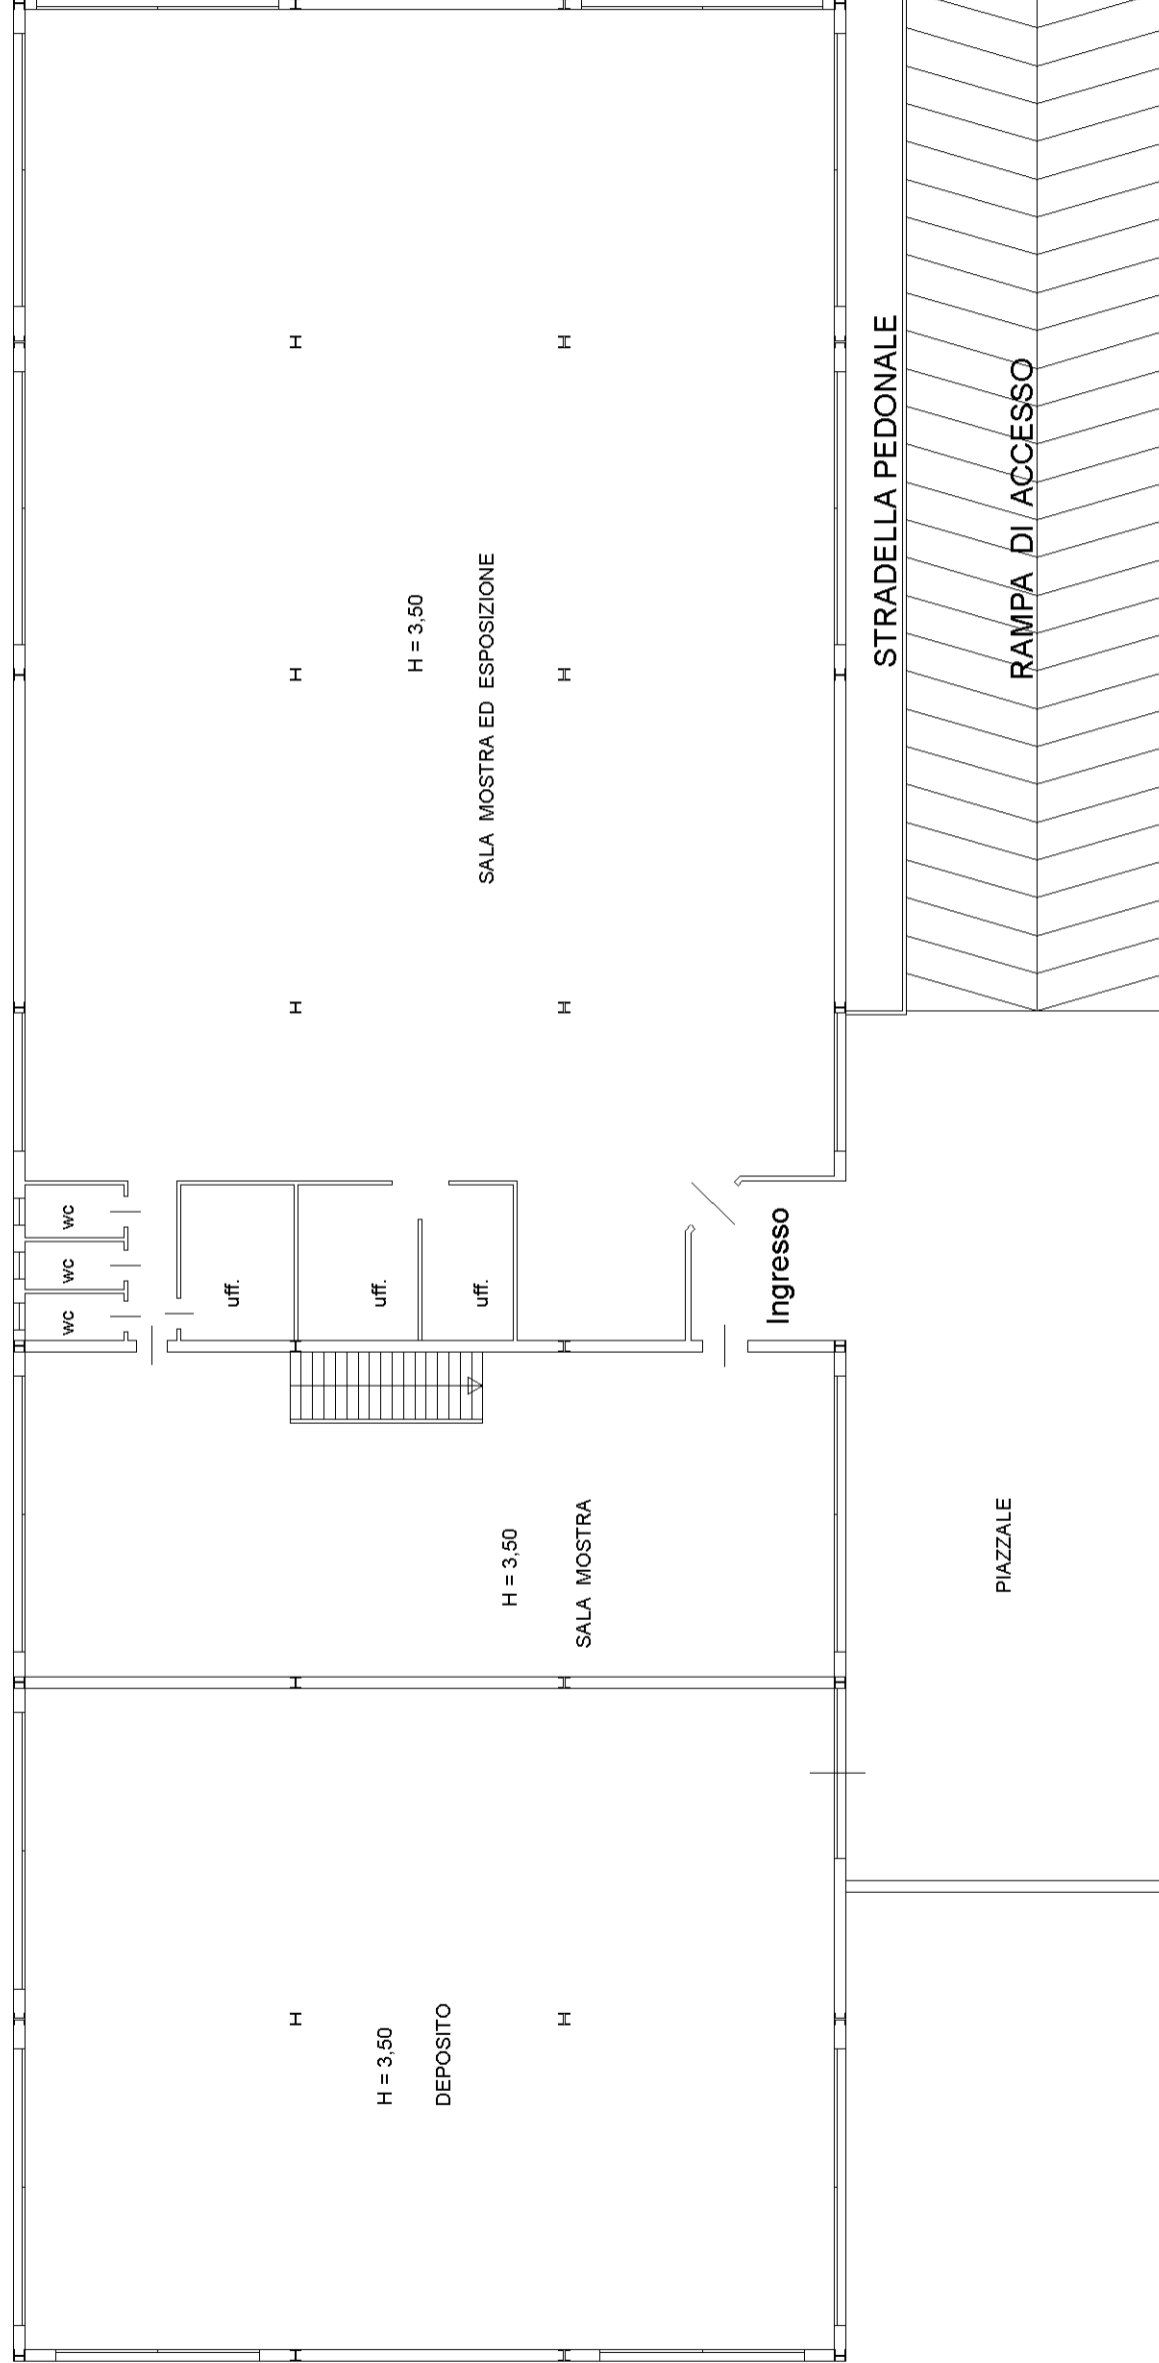 H = 3,50
SALA MOSTRA ED ESPOSIZIONE
STRADELLA PEDONALE
RAMPA DI ACCESSO
wc
wc
wc
uff.
uff.
uff.
Ingresso
H = 3,50
SALA MOSTRA
PIAZZALE
H = 3,50
DEPOSITO